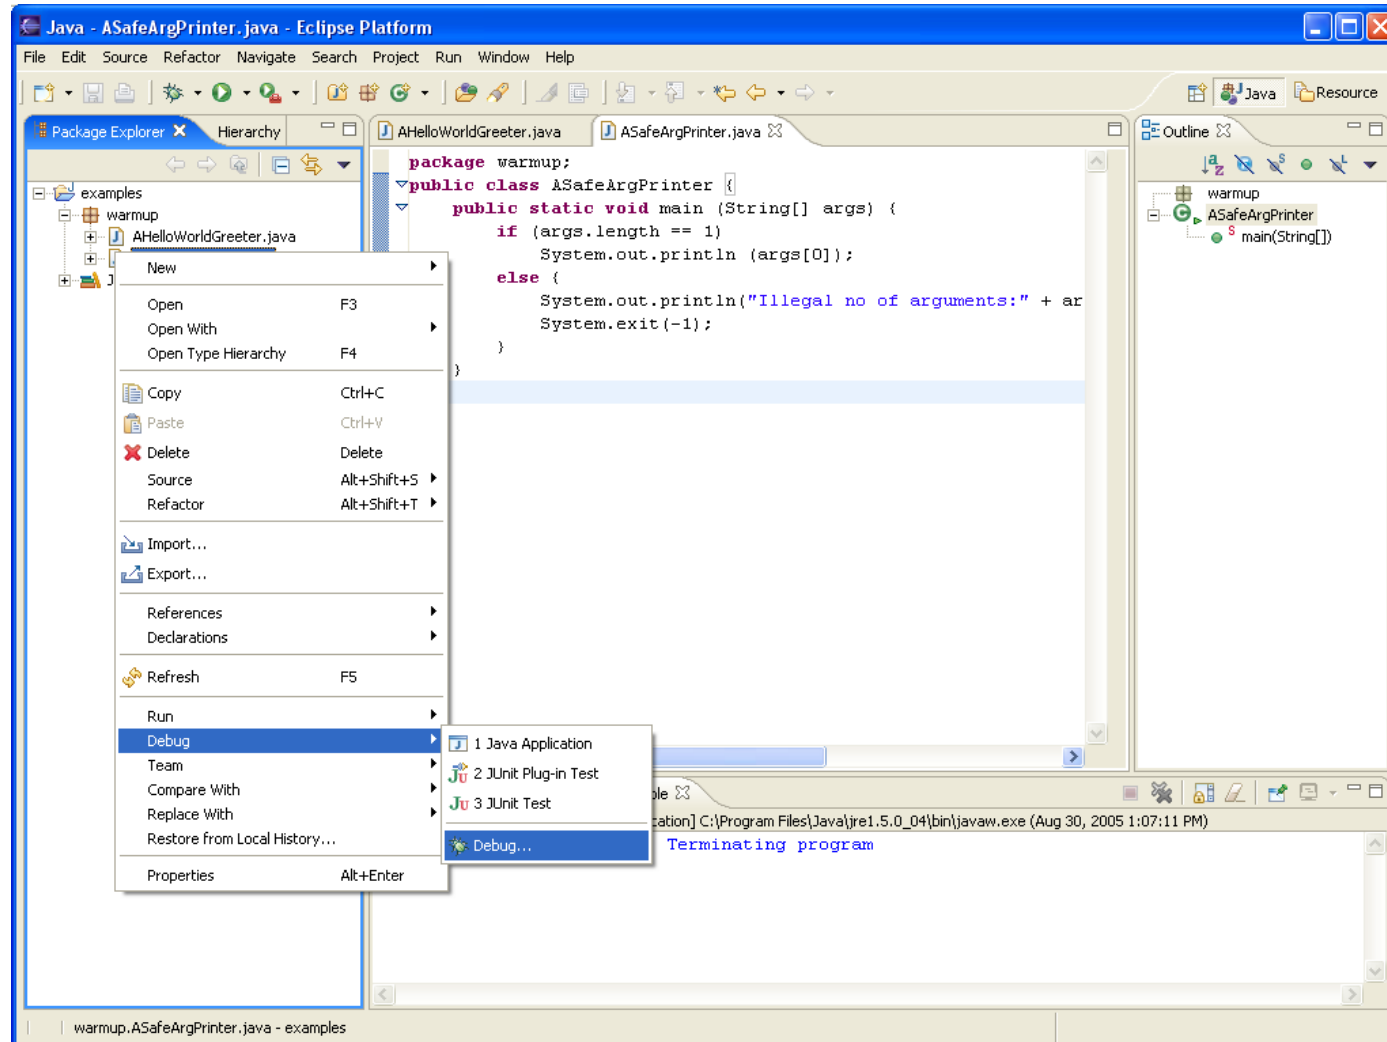 Java - ASafeArgPrinter.java - Eclipse Platform
File Edit Source Refactor Navigate Search Project Run Window Help
Java Resource
Package Explorer Hierarchy
examples
warmup
AHelloWorldGreeter.java
J
New
Open F3
Open With
Open Type Hierarchy F4
Copy Ctrl+C
Paste Ctrl+V
Delete Delete
Source Alt+Shift+S
Refactor Alt+Shift+T
Import...
Export...
References
Declarations
Refresh F5
Run
Debug
Team
Compare With
Replace With
Restore from Local History...
Properties Alt+Enter
1 Java Application
2 JUnit Plug-in Test
3 JUnit Test
Debug...
AHelloWorldGreeter.java ASafeArgPrinter.java
package warmup;
public class ASafeArgPrinter {
public static void main (String[] args) {
if (args.length == 1)
System.out.println (args[0]);
else {
System.out.println("Illegal no of arguments:" + ar
System.exit(-1);
}
}
Outline
warmup
ASafeArgPrinter
main(String[])
ation] C:\Program Files\Java\jre1.5.0_04\bin\javaw.exe (Aug 30, 2005 1:07:11 PM)
Terminating program
warmup.ASafeArgPrinter.java - examples